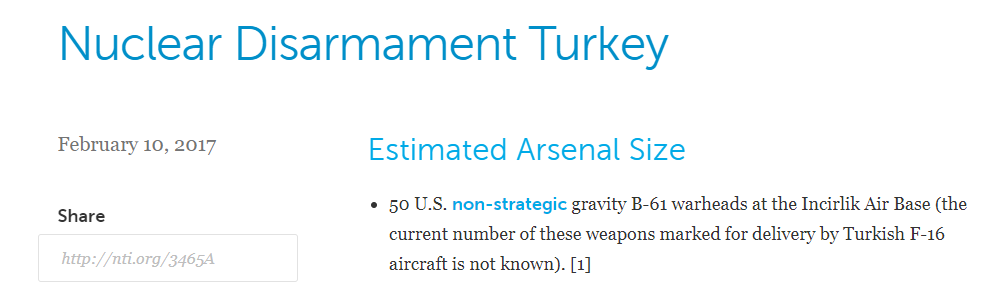 Nuclear Disarmament Turkey
February 10, 2017
Share
http://nti.org/3465A
Estimated Arsenal Size
• 50 U.S. non-strategic gravity B-61 warheads at the Incirlik Air Base (the
current number of these weapons marked for delivery by Turkish F-16
aircraft is not known). [1]